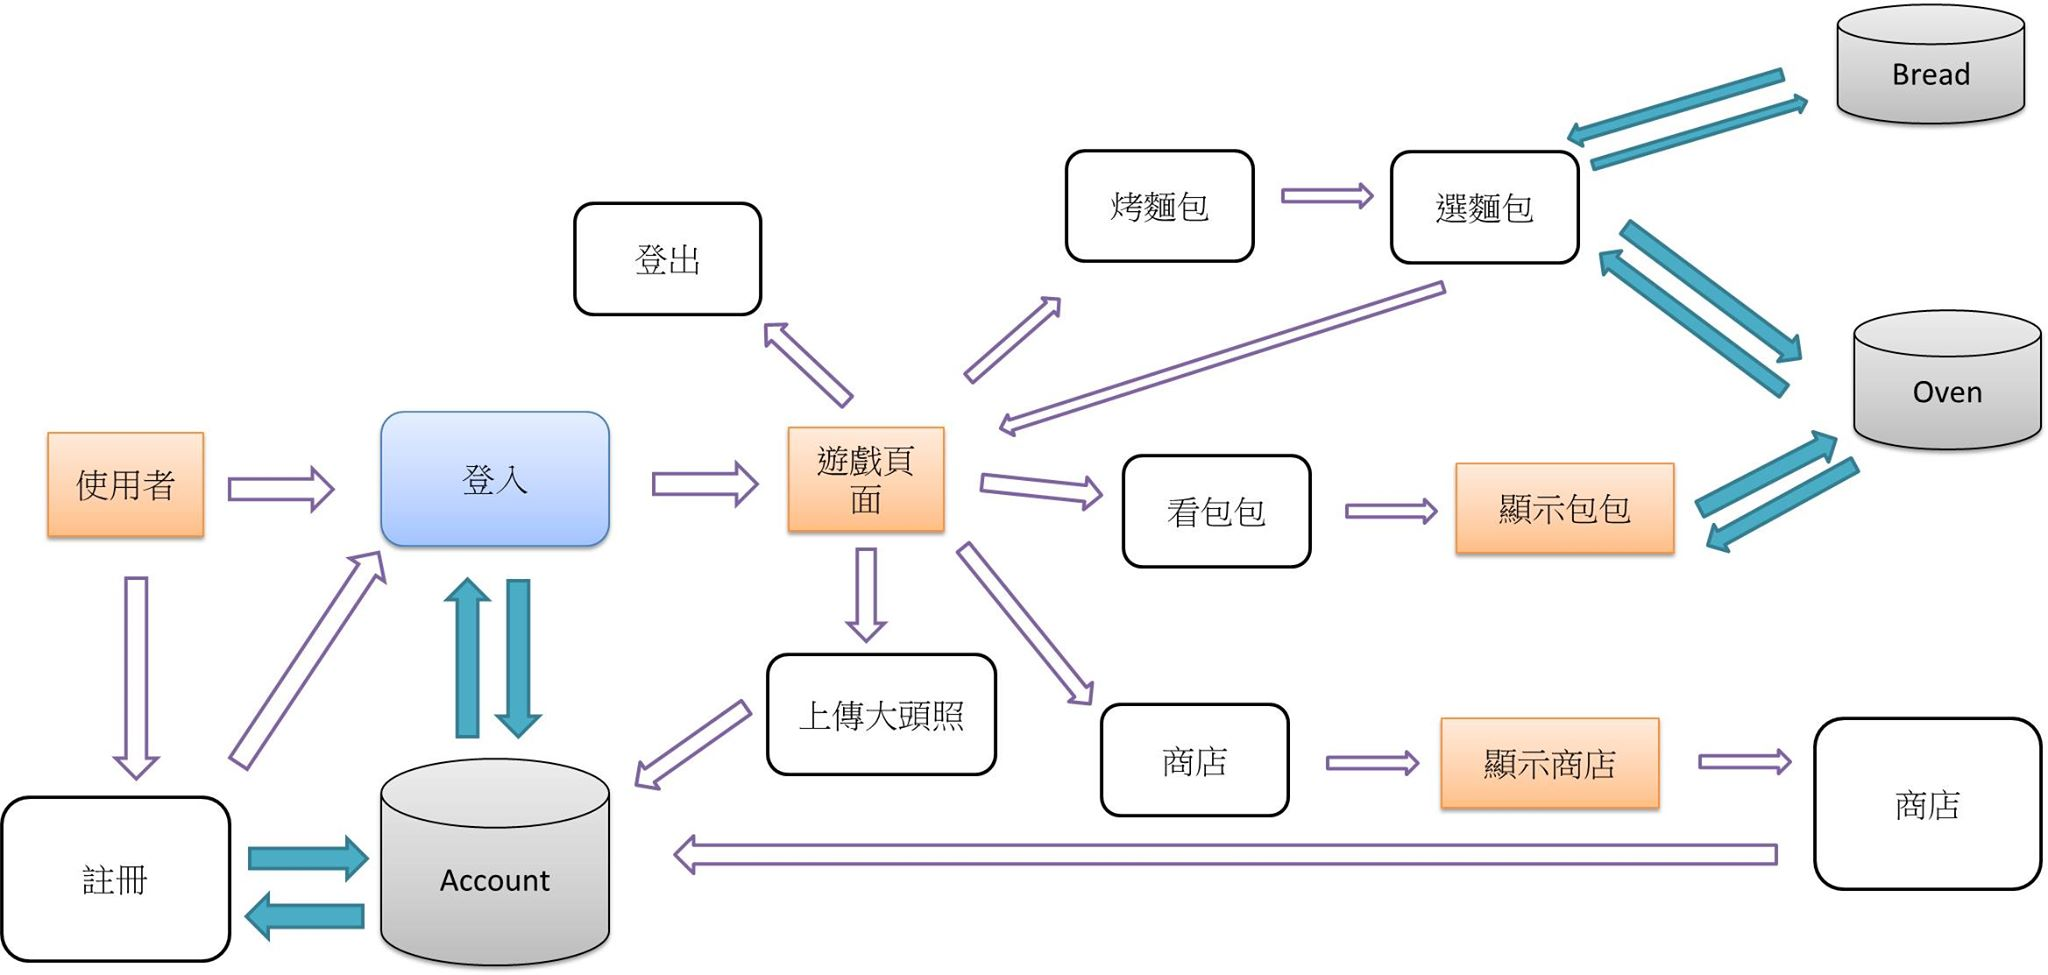 Bread
烤麵包
選麵包
登出
Oven
使用者
登入
遊戲頁
面
看包包
顯示包包
上傳大頭照
商店
顯示商店
商店
註冊
Account